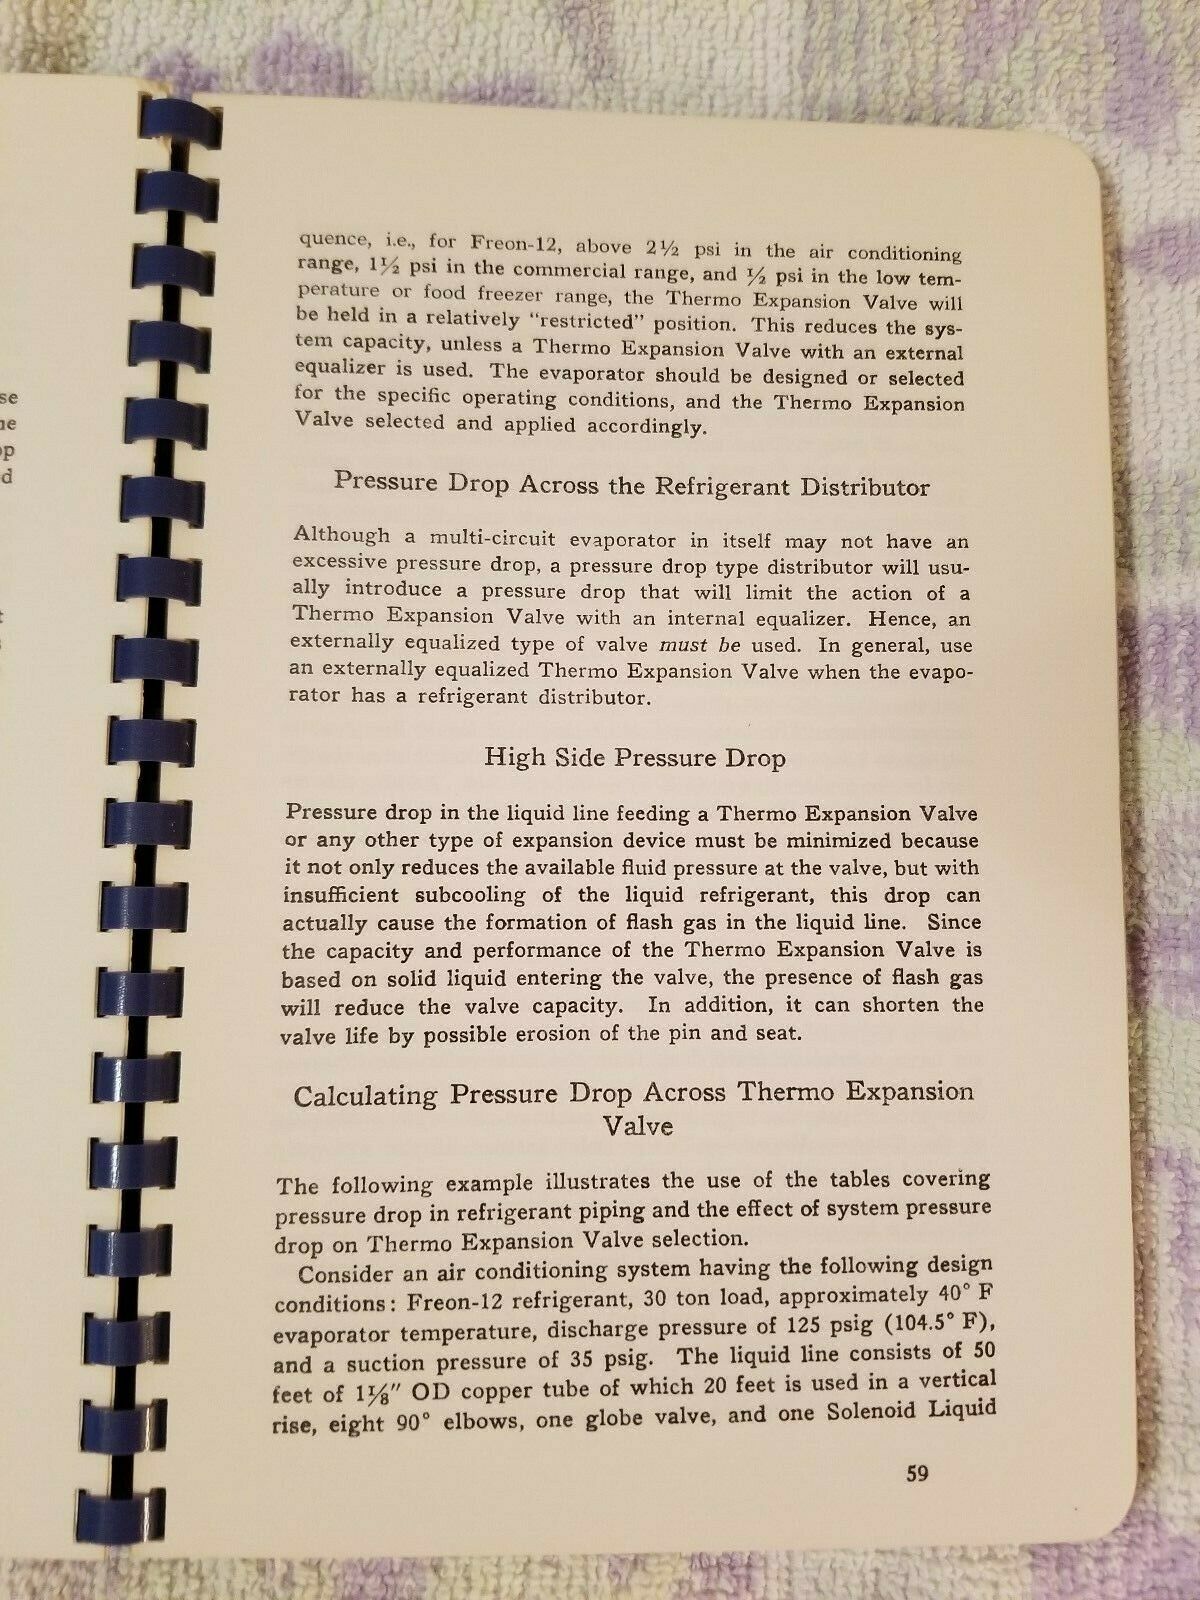 se
ne
op
d
t
s
quence, i.e., for Freon-12, above 2½ psi in the air conditioning
range, 1½ psi in the commercial range, and ½ psi in the low tem-
perature or food freezer range, the Thermo Expansion Valve will
be held in a relatively "restricted" position. This reduces the sys-
tem capacity, unless a Thermo Expansion Valve with an external
equalizer is used. The evaporator should be designed or selected
for the specific operating conditions, and the Thermo Expansion
Valve selected and applied accordingly.
Pressure Drop Across the Refrigerant Distributor
Although a multi-circuit evaporator in itself may not have an
excessive pressure drop, a pressure drop type distributor will usu-
ally introduce a pressure drop that will limit the action of a
Thermo Expansion Valve with an internal equalizer. Hence, an
externally equalized type of valve must be used. In general, use
an externally equalized Thermo Expansion Valve when the evapo-
rator has a refrigerant distributor.
High Side Pressure Drop
Pressure drop in the liquid line feeding a Thermo Expansion Valve
or any other type of expansion device must be minimized because
it not only reduces the available fluid pressure at the valve, but with
insufficient subcooling of the liquid refrigerant, this drop can
actually cause the formation of flash gas in the liquid line. Since
the capacity and performance of the Thermo Expansion Valve is
based on solid liquid entering the valve, the presence of flash gas
will reduce the valve capacity. In addition, it can shorten the
valve life by possible erosion of the pin and seat.
Calculating Pressure Drop Across Thermo Expansion
Valve
The following example illustrates the use of the tables covering
pressure drop in refrigerant piping and the effect of system pressure
drop on Thermo Expansion Valve selection.
Consider an air conditioning system having the following design
conditions: Freon-12 refrigerant, 30 ton load, approximately 40° F
evaporator temperature, discharge pressure of 125 psig (104.5° F),
and a suction pressure of 35 psig. The liquid line consists of 50
feet of 1⅛" OD copper tube of which 20 feet is used in a vertical
rise, eight 90° elbows, one globe valve, and one Solenoid Liquid
59